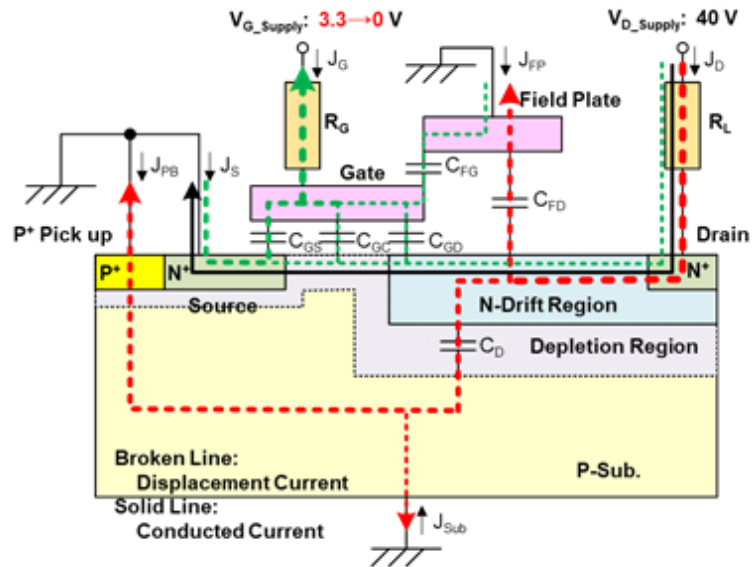 V_G_Supply: 3.3→0 V
V_D_Supply: 40 V
J_G
J_FP
J_D
Field Plate
R_G
R_L
J_PB
J_S
Gate
C_FG
C_FD
P⁺ Pick up
Drain
C_GS
C_GC
C_GD
P⁺
N⁺
N⁺
Source
N-Drift Region
C_D
Depletion Region
Broken Line:
Displacement Current
P-Sub.
Solid Line:
Conducted Current
J_Sub